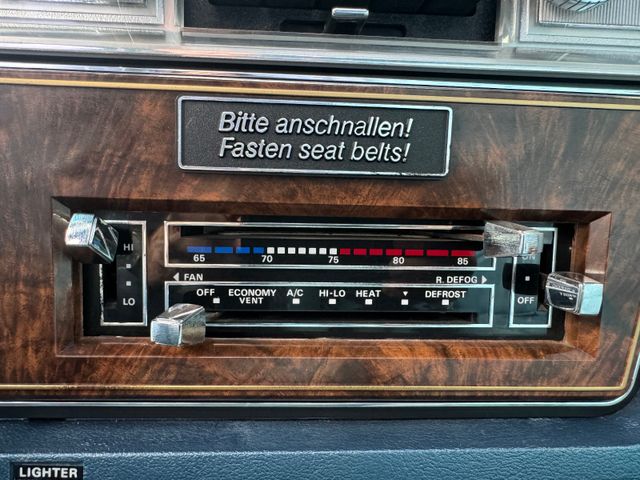 Bitte anschnallen!
Fasten seat belts!
HI
LO
65 70 75 80 85
FAN R. DEFOG
OFF ECONOMY VENT A/C HI-LO HEAT DEFROST
ON
OFF
LIGHTER